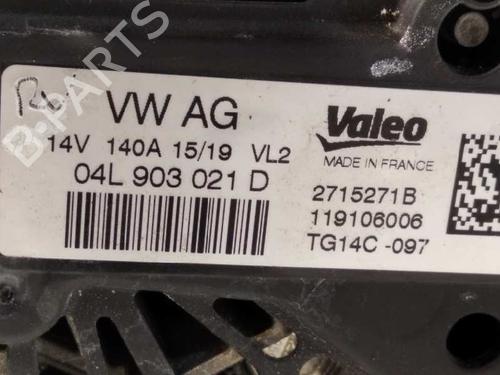 VW AG
14V 140A 15/19 VL2
04L 903 021 D
Valeo
MADE IN FRANCE
2715271B
119106006
TG14C -097
B-PARTS